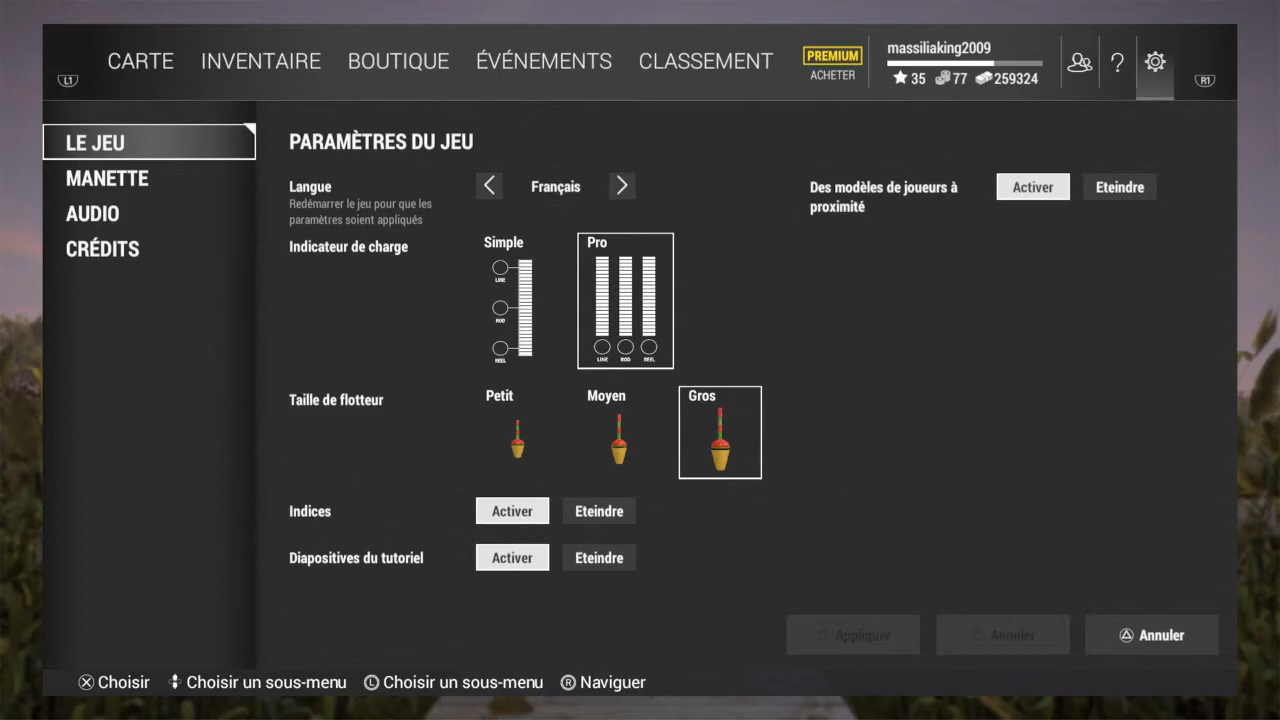 L1
CARTE
INVENTAIRE
BOUTIQUE
ÉVÉNEMENTS
CLASSEMENT
PREMIUM
ACHETER
massiliaking2009
35 77 259324
?
R1
LE JEU
MANETTE
AUDIO
CRÉDITS
PARAMÈTRES DU JEU
Langue
Redémarrer le jeu pour que les
paramètres soient appliqués
Français
Indicateur de charge
Simple
LINE
ROD
REEL
Pro
LINE ROD REEL
Taille de flotteur
Petit
Moyen
Gros
Indices
Activer
Eteindre
Diapositives du tutoriel
Activer
Eteindre
Des modèles de joueurs à
proximité
Activer
Eteindre
Appliquer
Annuler
Annuler
Choisir
Choisir un sous-menu
L Choisir un sous-menu
R Naviguer